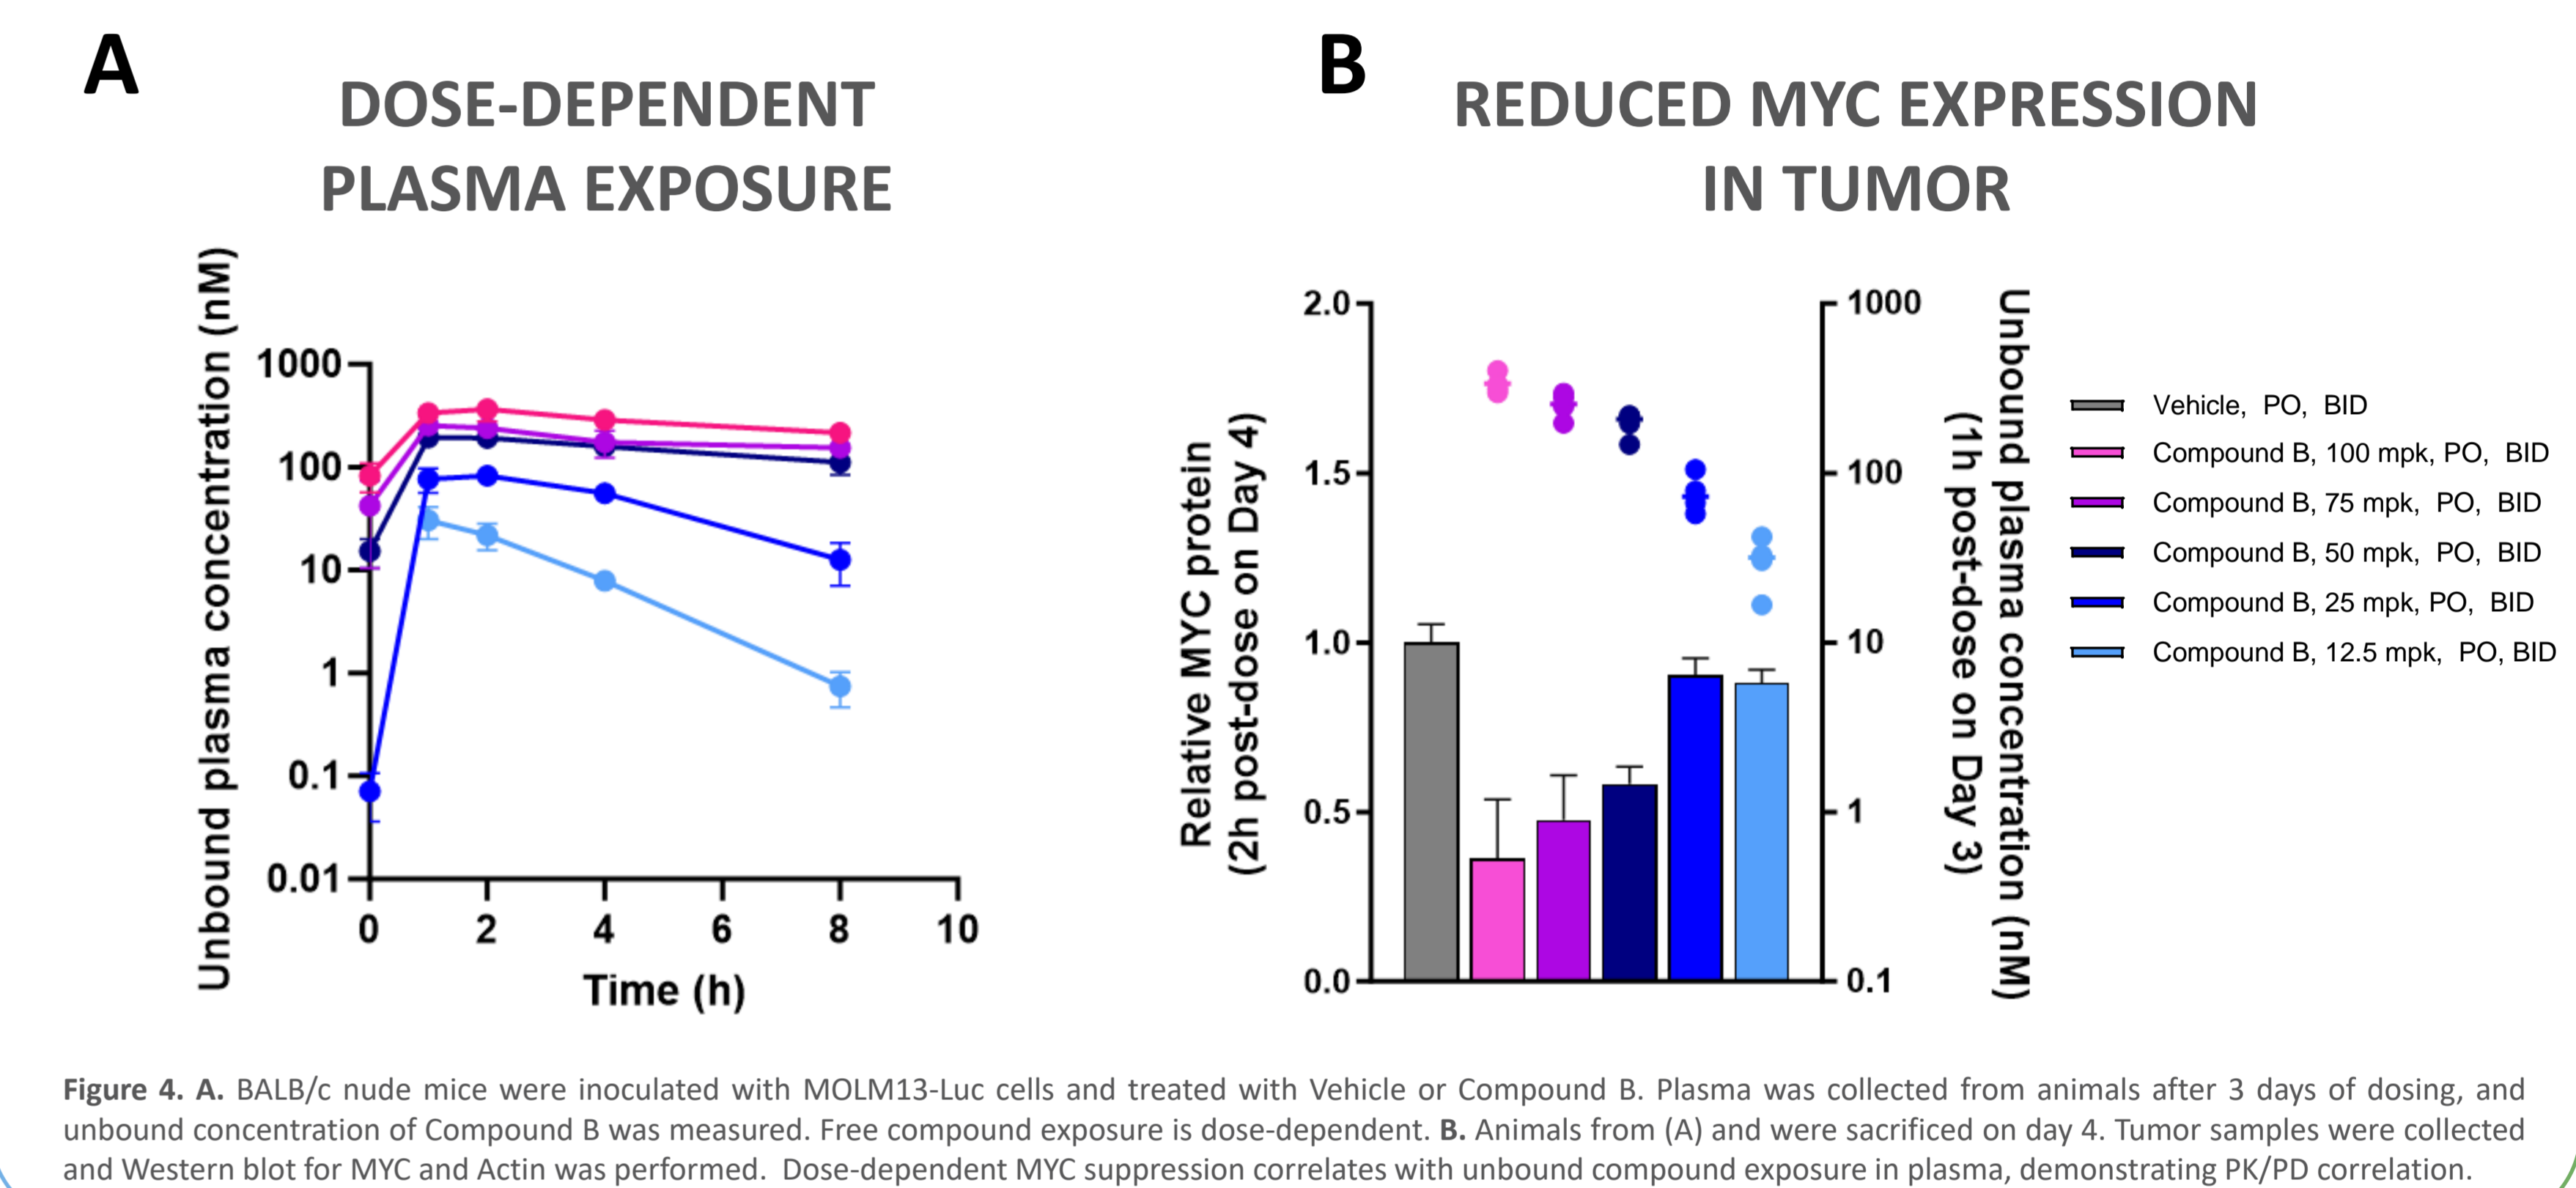 A
DOSE-DEPENDENT
PLASMA EXPOSURE
Unbound plasma concentration (nM)
1000
100
10
1
0.1
0.01
0
2
4
6
8
10
Time (h)
B
REDUCED MYC EXPRESSION
IN TUMOR
Relative MYC protein
(2h post-dose on Day 4)
2.0
1.5
1.0
0.5
0.0
1000
100
10
1
0.1
Unbound plasma concentration (nM)
(1h post-dose on Day 3)
Vehicle, PO, BID
Compound B, 100 mpk, PO, BID
Compound B, 75 mpk, PO, BID
Compound B, 50 mpk, PO, BID
Compound B, 25 mpk, PO, BID
Compound B, 12.5 mpk, PO, BID
Figure 4. A. BALB/c nude mice were inoculated with MOLM13-Luc cells and treated with Vehicle or Compound B. Plasma was collected from animals after 3 days of dosing, and
unbound concentration of Compound B was measured. Free compound exposure is dose-dependent. B. Animals from (A) and were sacrificed on day 4. Tumor samples were collected
and Western blot for MYC and Actin was performed. Dose-dependent MYC suppression correlates with unbound compound exposure in plasma, demonstrating PK/PD correlation.